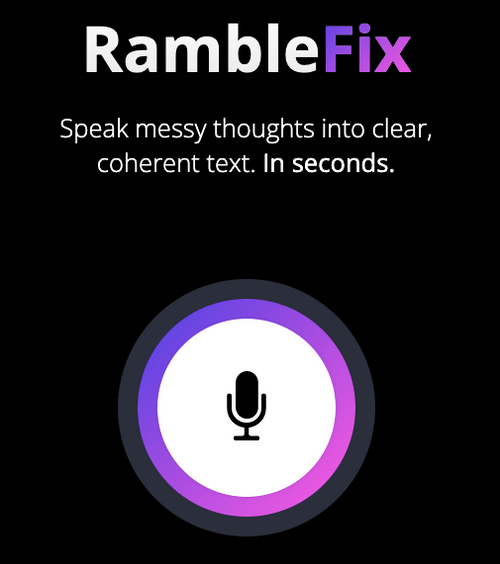 RambleFix
Speak messy thoughts into clear,
coherent text. In seconds.